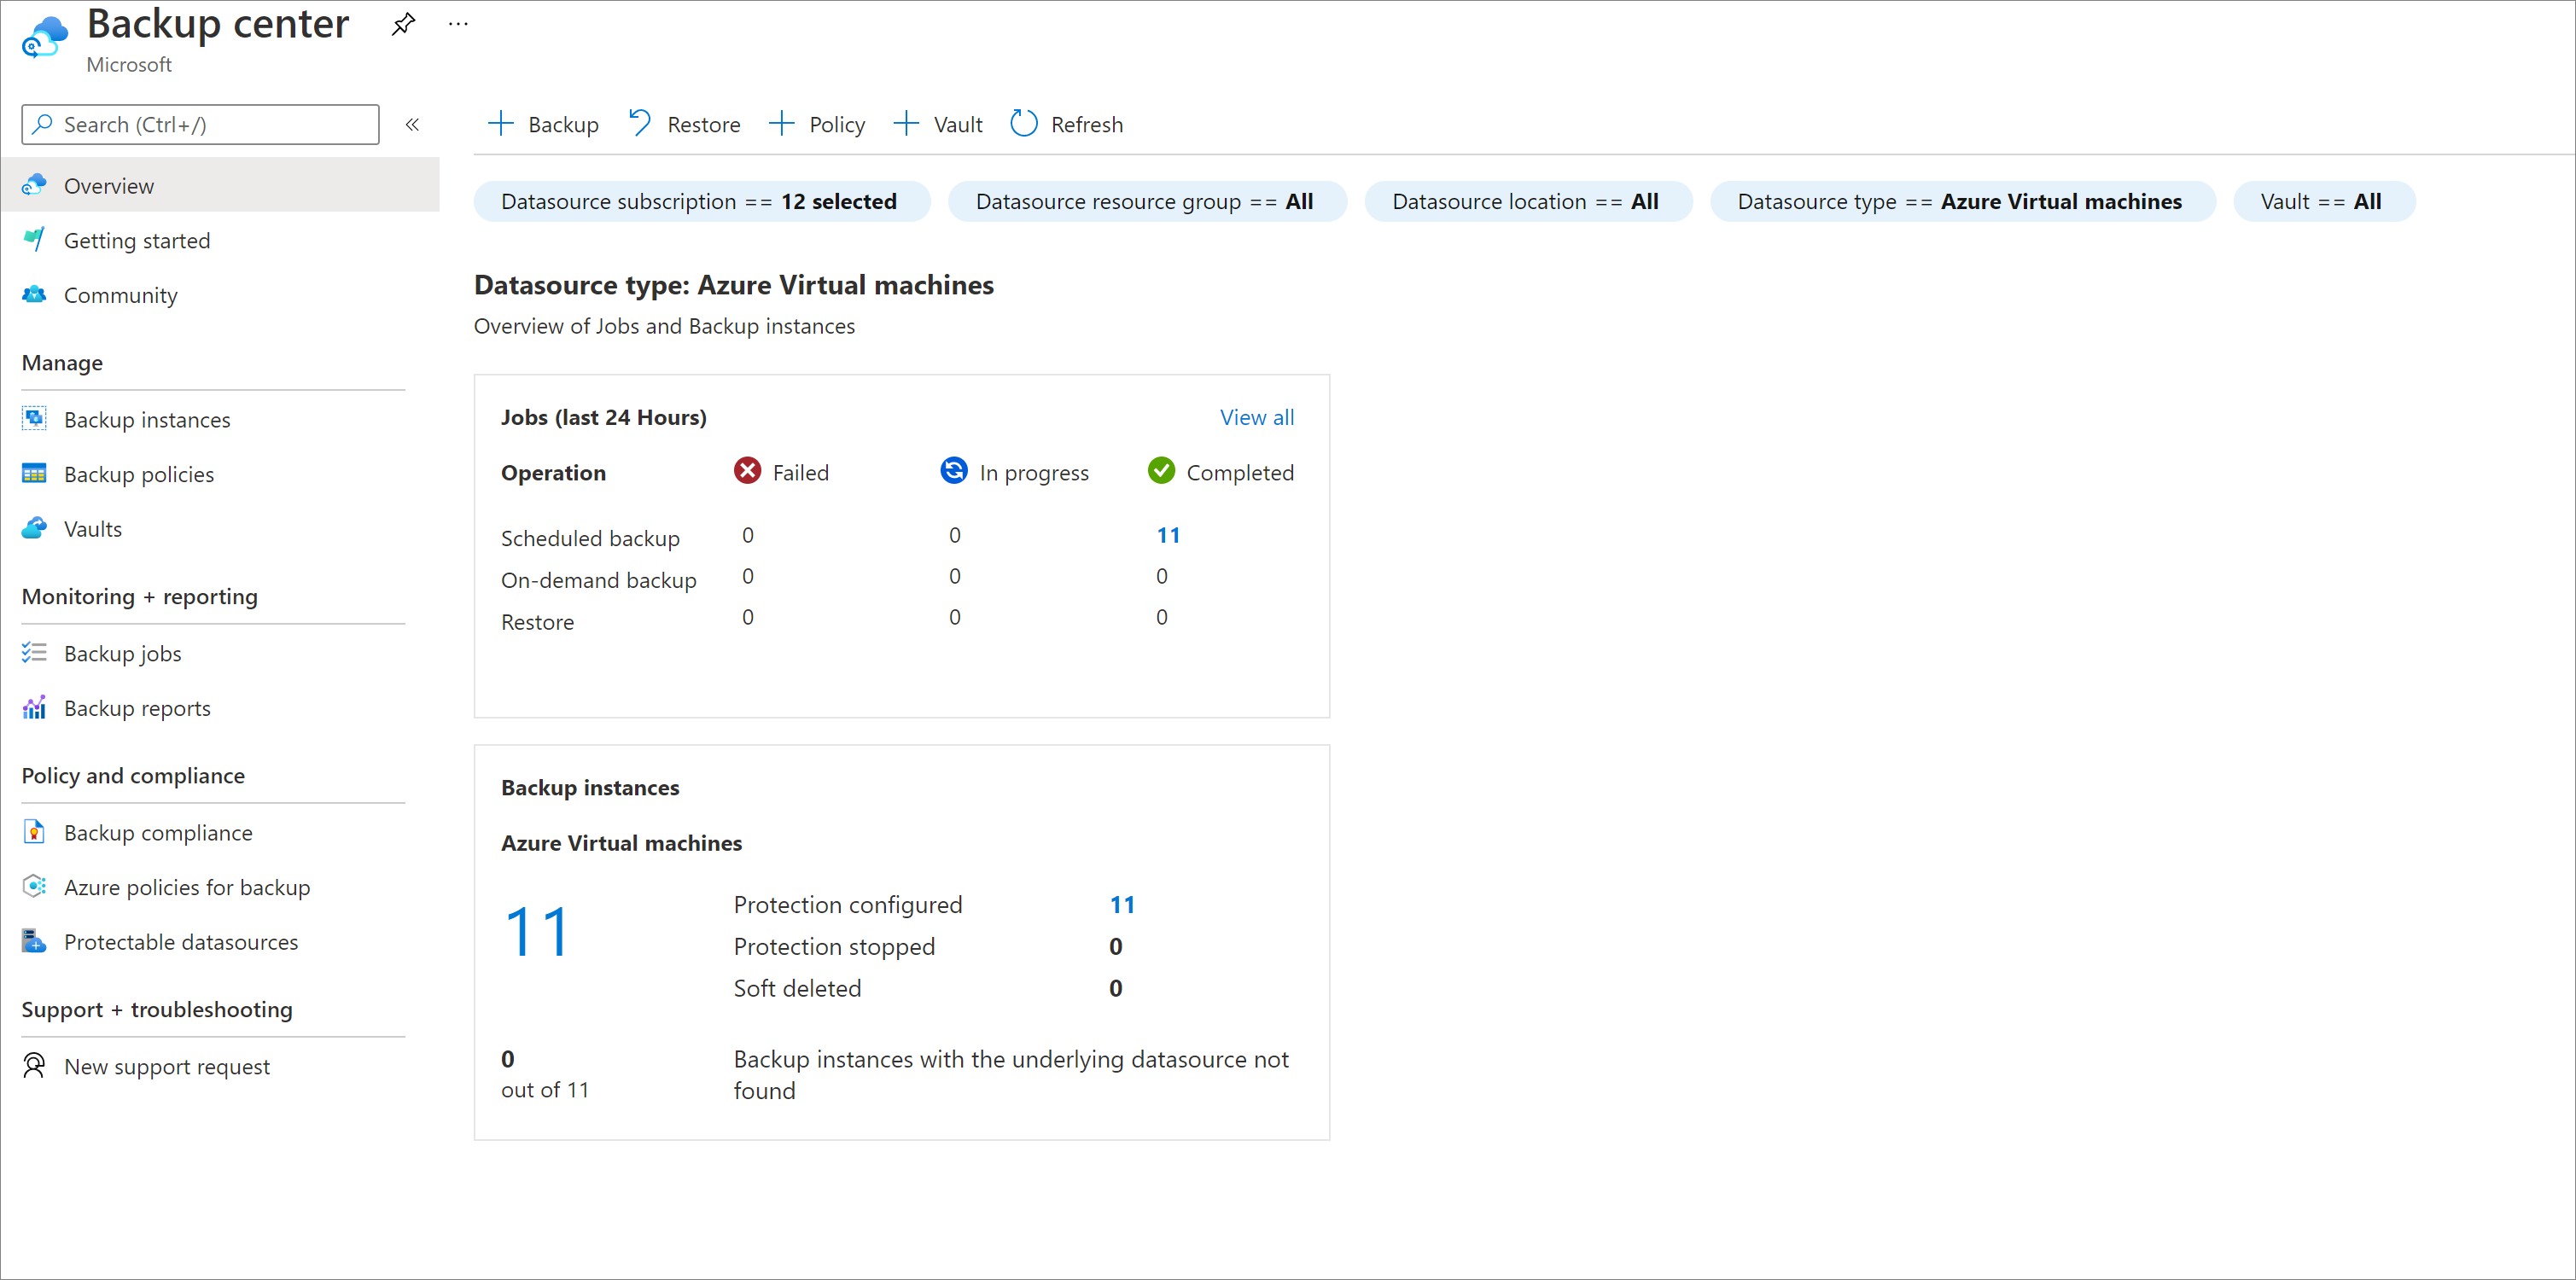 Backup center
Microsoft
Search (Ctrl+/)
Overview
Getting started
Community
Manage
Backup instances
Backup policies
Vaults
Monitoring + reporting
Backup jobs
Backup reports
Policy and compliance
Backup compliance
Azure policies for backup
Protectable datasources
Support + troubleshooting
New support request
Backup Restore Policy Vault Refresh
Datasource subscription == 12 selected Datasource resource group == All Datasource location == All Datasource type == Azure Virtual machines Vault == All
Datasource type: Azure Virtual machines
Overview of Jobs and Backup instances
Jobs (last 24 Hours) View all
Operation Failed In progress Completed
Scheduled backup 0 0 11
On-demand backup 0 0 0
Restore 0 0 0
Backup instances
Azure Virtual machines
11
Protection configured 11
Protection stopped 0
Soft deleted 0
0
out of 11
Backup instances with the underlying datasource not
found